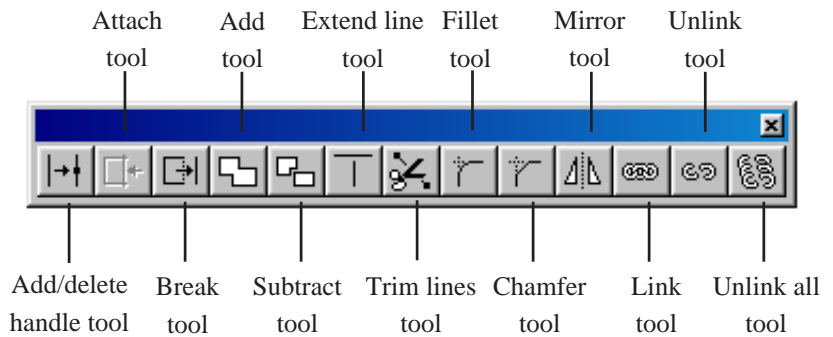 Attach Add Extend line Fillet Mirror Unlink
tool tool tool tool tool tool
Add/delete Break Subtract Trim lines Chamfer Link Unlink all
handle tool tool tool tool tool tool tool